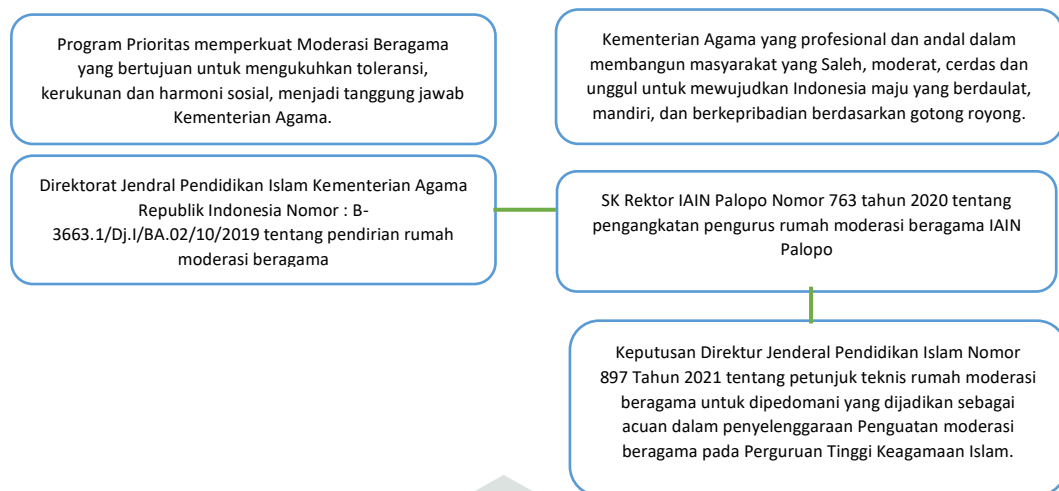 Program Prioritas memperkuat Moderasi Beragama
yang bertujuan untuk mengukuhkan toleransi,
kerukunan dan harmoni sosial, menjadi tanggung jawab
Kementerian Agama.
Kementerian Agama yang profesional dan andal dalam
membangun masyarakat yang Saleh, moderat, cerdas dan
unggul untuk mewujudkan Indonesia maju yang berdaulat,
mandiri, dan berkepribadian berdasarkan gotong royong.
Direktorat Jendral Pendidikan Islam Kementerian Agama
Republik Indonesia Nomor : B-
3663.1/Dj.I/BA.02/10/2019 tentang pendirian rumah
moderasi beragama
SK Rektor IAIN Palopo Nomor 763 tahun 2020 tentang
pengangkatan pengurus rumah moderasi beragama IAIN
Palopo
Keputusan Direktur Jenderal Pendidikan Islam Nomor
897 Tahun 2021 tentang petunjuk teknis rumah moderasi
beragama untuk dipedomani yang dijadikan sebagai
acuan dalam penyelenggaraan Penguatan moderasi
beragama pada Perguruan Tinggi Keagamaan Islam.